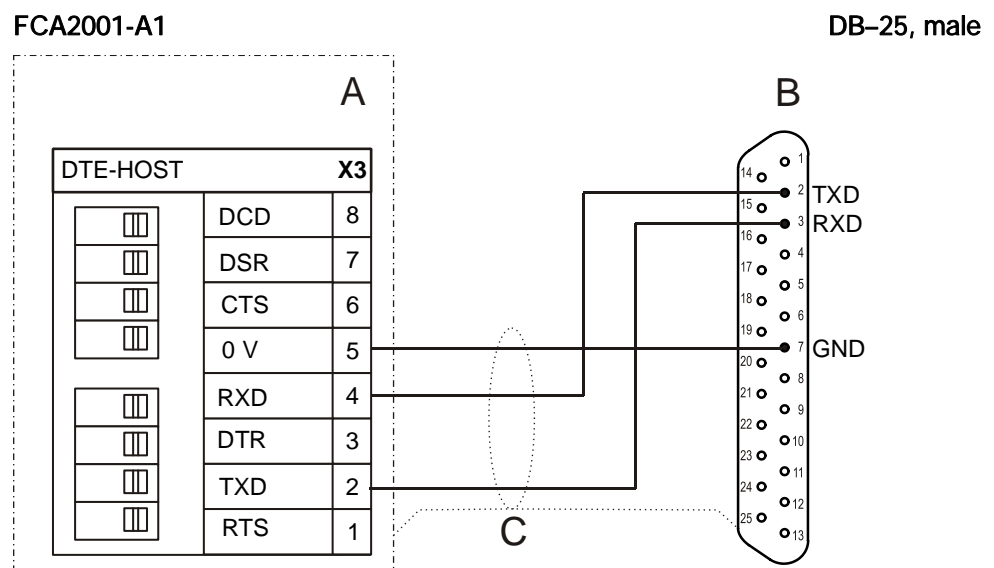 FCA2001-A1
DB–25, male
A
B
DTE-HOST X3
DCD 8
DSR 7
CTS 6
0 V 5
RXD 4
DTR 3
TXD 2
RTS 1
C
1
14
2 TXD
15
3 RXD
16
4
17
5
18
6
19
7 GND
20
8
21
9
22
10
23
11
24
12
25
13